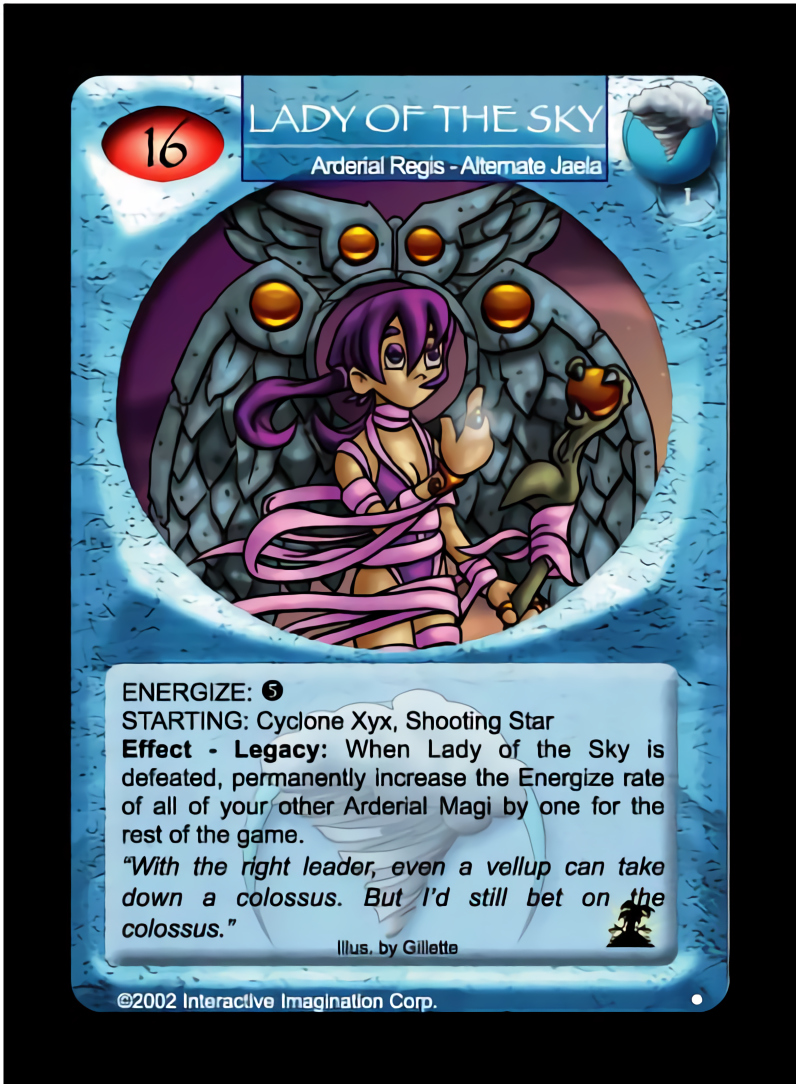 16
LADY OF THE SKY
Arderial Regis - Alternate Jaela
1
ENERGIZE: ❺
STARTING: Cyclone Xyx, Shooting Star
Effect - Legacy: When Lady of the Sky is
defeated, permanently increase the Energize rate
of all of your other Arderial Magi by one for the
rest of the game.
“With the right leader, even a vellup can take
down a colossus. But I’d still bet on the
colossus.”
Illus. by Gillette
©2002 Interactive Imagination Corp.